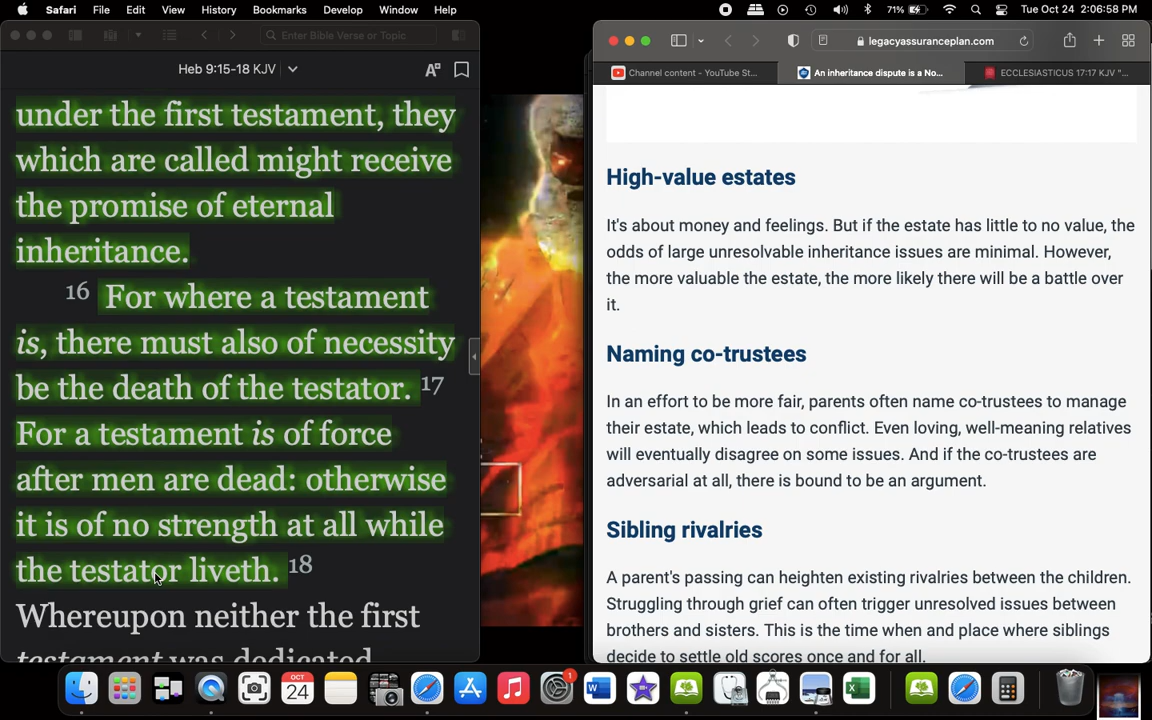 Safari File Edit View History Bookmarks Develop Window Help 71% Tue Oct 24 2:06:58 PM
Enter Bible Verse or Topic
Heb 9:15-18 KJV
under the first testament, they
which are called might receive
the promise of eternal
inheritance.
16 For where a testament
is, there must also of necessity
be the death of the testator. 17
For a testament is of force
after men are dead: otherwise
it is of no strength at all while
the testator liveth. 18
Whereupon neither the first
testament was dedicated
legacyassuranceplan.com
Channel content - YouTube St... An inheritance dispute is a No... ECCLESIASTICUS 17:17 KJV "...
High-value estates
It's about money and feelings. But if the estate has little to no value, the
odds of large unresolvable inheritance issues are minimal. However,
the more valuable the estate, the more likely there will be a battle over
it.
Naming co-trustees
In an effort to be more fair, parents often name co-trustees to manage
their estate, which leads to conflict. Even loving, well-meaning relatives
will eventually disagree on some issues. And if the co-trustees are
adversarial at all, there is bound to be an argument.
Sibling rivalries
A parent's passing can heighten existing rivalries between the children.
Struggling through grief can often trigger unresolved issues between
brothers and sisters. This is the time when and place where siblings
decide to settle old scores once and for all.
OCT
24
1